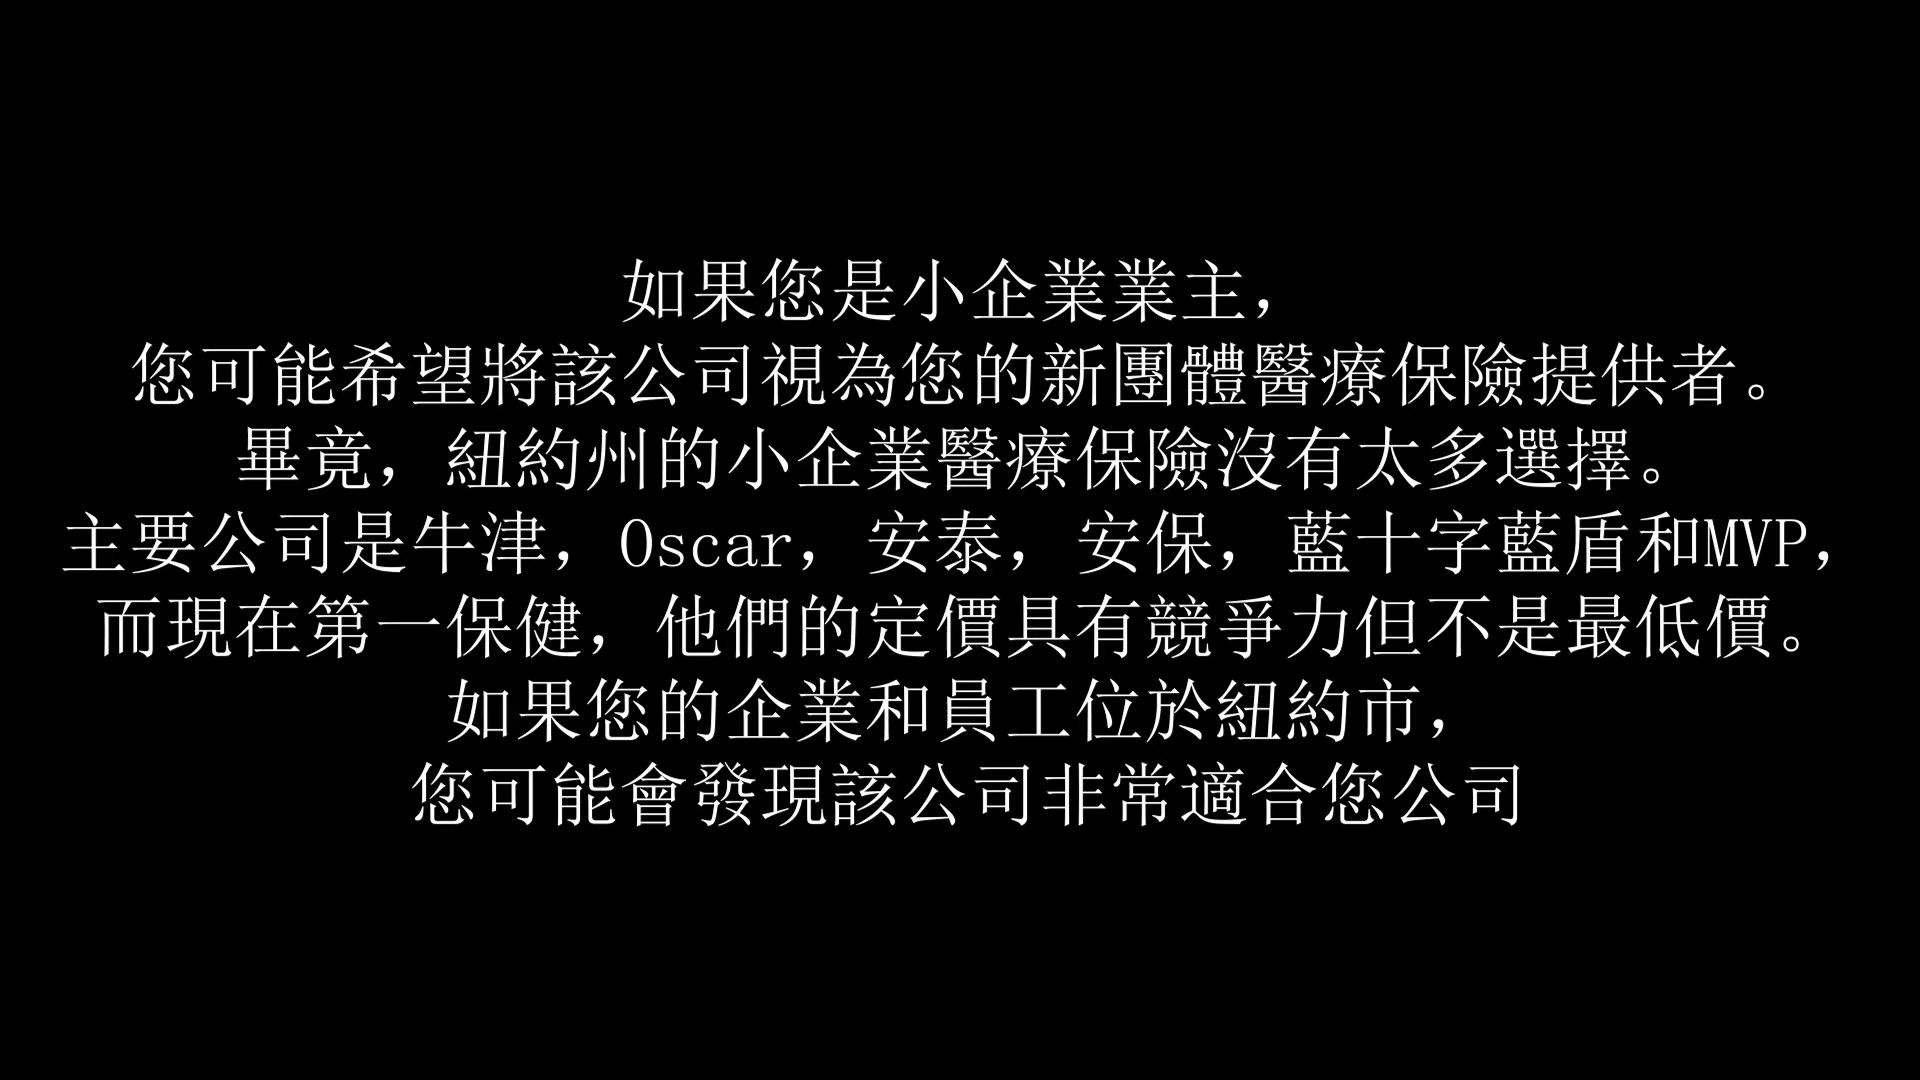 如果您是小企業業主，
您可能希望將該公司視為您的新團體醫療保險提供者。
畢竟，紐約州的小企業醫療保險沒有太多選擇。
主要公司是牛津，Oscar，安泰，安保，藍十字藍盾和MVP，
而現在第一保健，他們的定價具有競爭力但不是最低價。
如果您的企業和員工位於紐約市，
您可能會發現該公司非常適合您公司